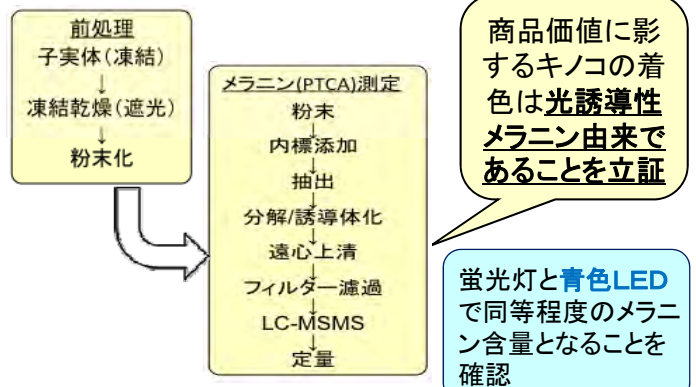 前処理
子実体(凍結)
↓
凍結乾燥(遮光)
↓
粉末化
メラニン(PTCA)測定
粉末
↓
内標添加
↓
抽出
↓
分解/誘導体化
↓
遠心上清
↓
フィルター濾過
↓
LC-MSMS
↓
定量
商品価値に影
するキノコの着
色は光誘導性
メラニン由来で
あることを立証
蛍光灯と青色LED
で同等程度のメラニ
ン含量となることを
確認